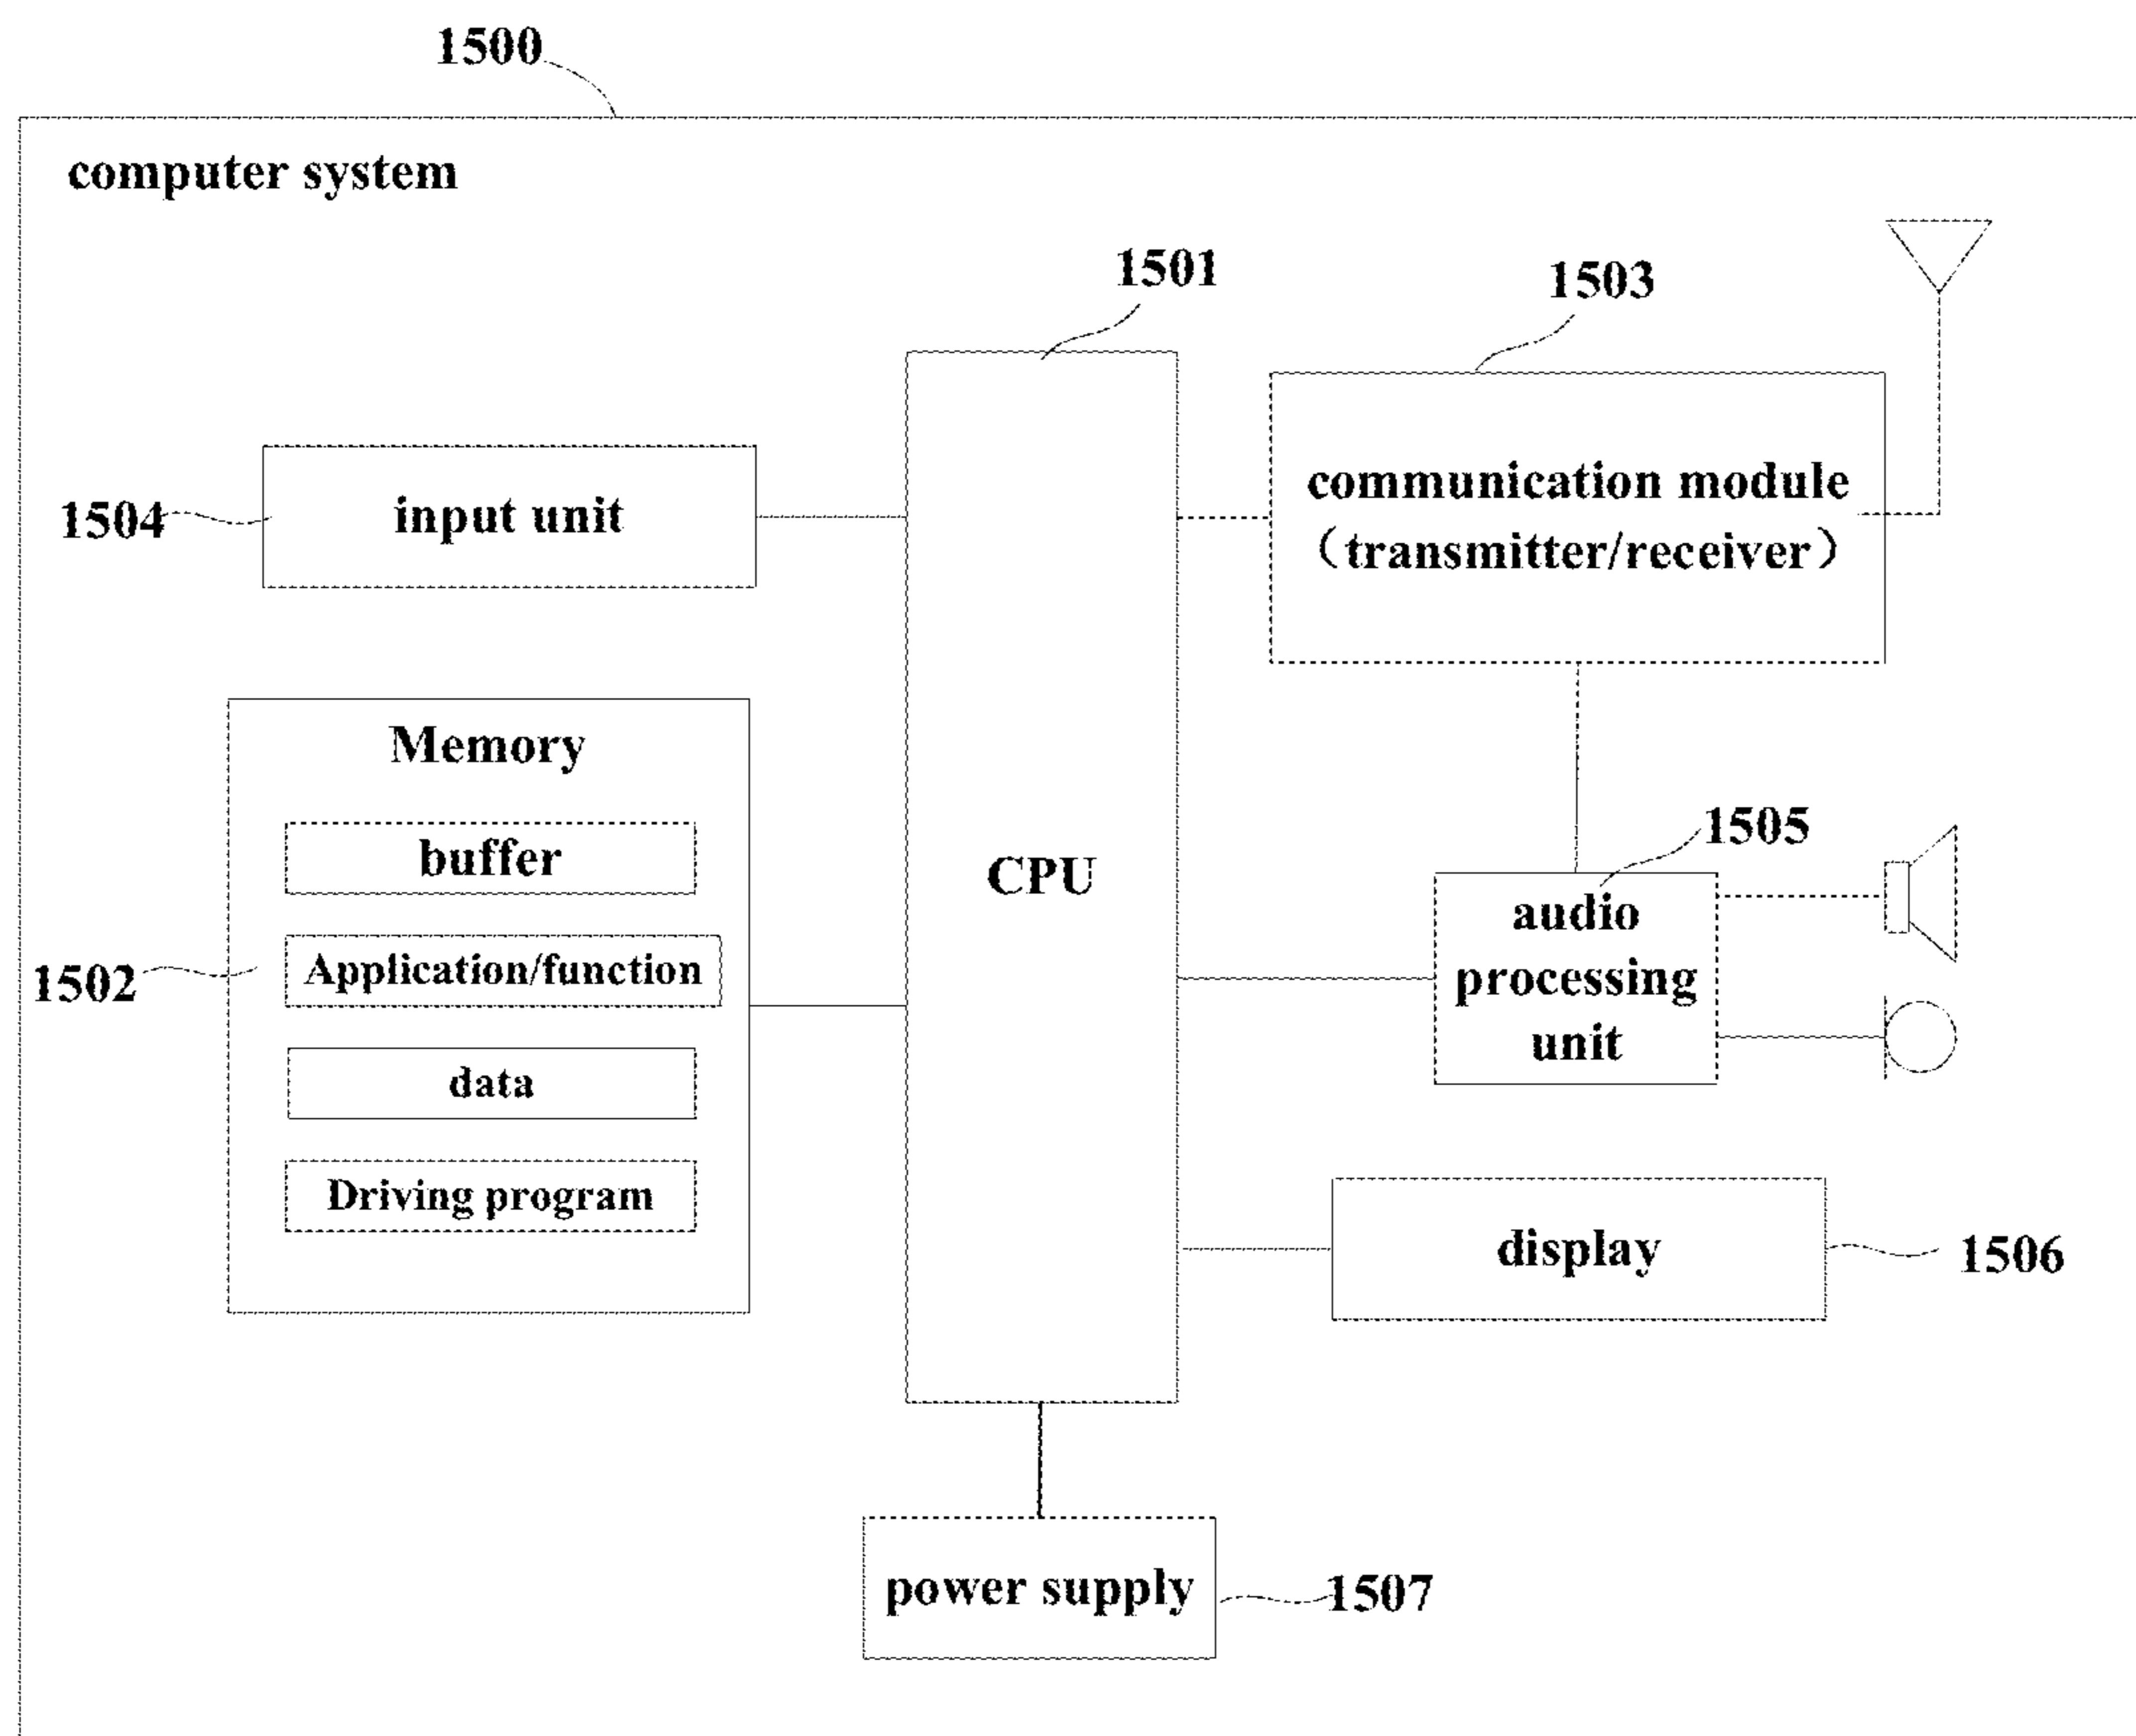 1500
computer system
1501
1503
1504
input unit
communication module
（transmitter/receiver）
Memory
buffer
1502
Application/function
data
Driving program
CPU
1505
audio
processing
unit
display
1506
power supply
1507